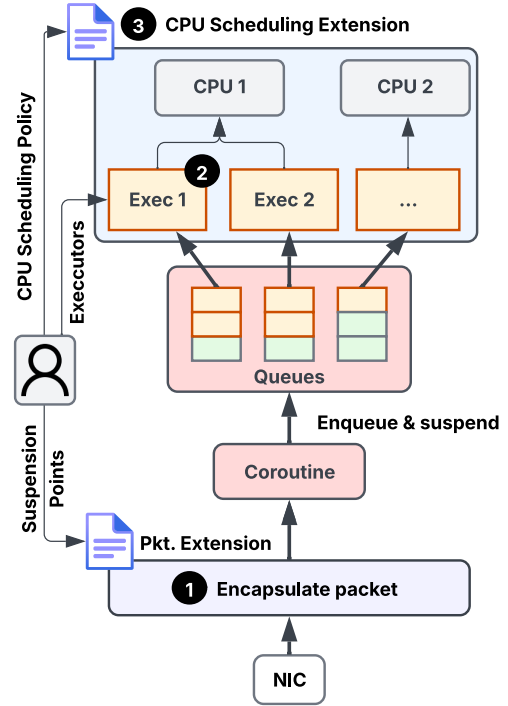 3 CPU Scheduling Extension
CPU 1
CPU 2
CPU Scheduling Policy
2
Exec 1
Exec 2
...
Execcutors
Queues
Enqueue & suspend
Suspension
Points
Coroutine
Pkt. Extension
1 Encapsulate packet
NIC